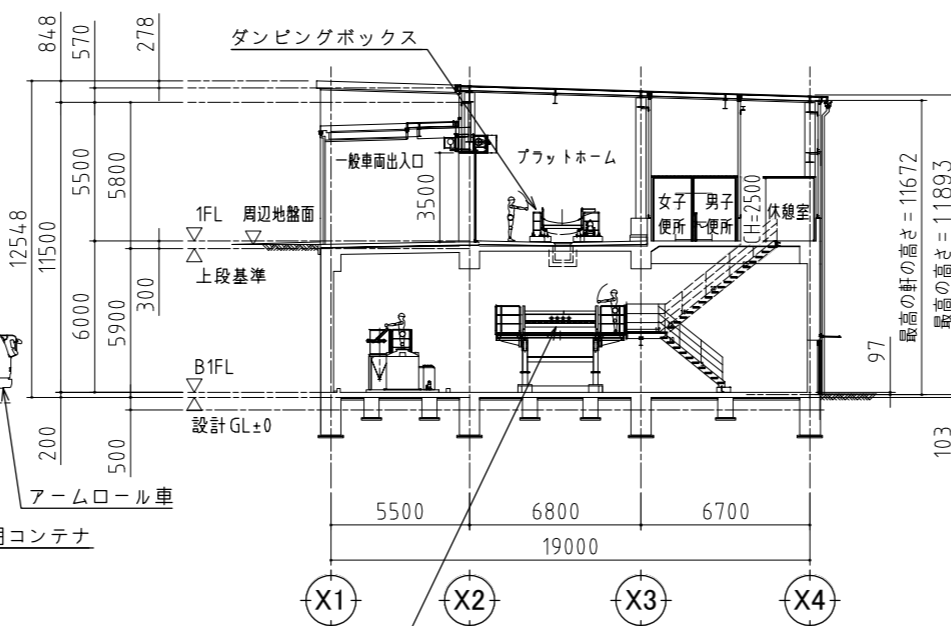 ダンピングボックス
848
570
278
一般車両出入口
プラットホーム
5500
5800
3500
女子
便所
男子
便所
CH=2500
休憩室
1FL
周辺地盤面
上段基準
12548
11500
6000
5900
300
最高の軒の高さ=11672
最高の高さ=11893
97
B1FL
設計GL±0
200
500
103
アームロール車
コンテナ
5500
6800
6700
19000
X1
X2
X3
X4